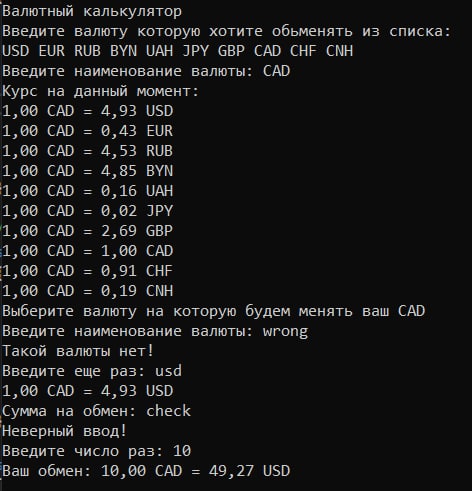 Валютный калькулятор
Введите валюту которую хотите обьменять из списка:
USD EUR RUB BYN UAH JPY GBP CAD CHF CNH
Введите наименование валюты: CAD
Курс на данный момент:
1,00 CAD = 4,93 USD
1,00 CAD = 0,43 EUR
1,00 CAD = 4,53 RUB
1,00 CAD = 4,85 BYN
1,00 CAD = 0,16 UAH
1,00 CAD = 0,02 JPY
1,00 CAD = 2,69 GBP
1,00 CAD = 1,00 CAD
1,00 CAD = 0,91 CHF
1,00 CAD = 0,19 CNH
Выберите валюту на которую будем менять ваш CAD
Введите наименование валюты: wrong
Такой валюты нет!
Введите еще раз: usd
1,00 CAD = 4,93 USD
Сумма на обмен: check
Неверный ввод!
Введите число раз: 10
Ваш обмен: 10,00 CAD = 49,27 USD